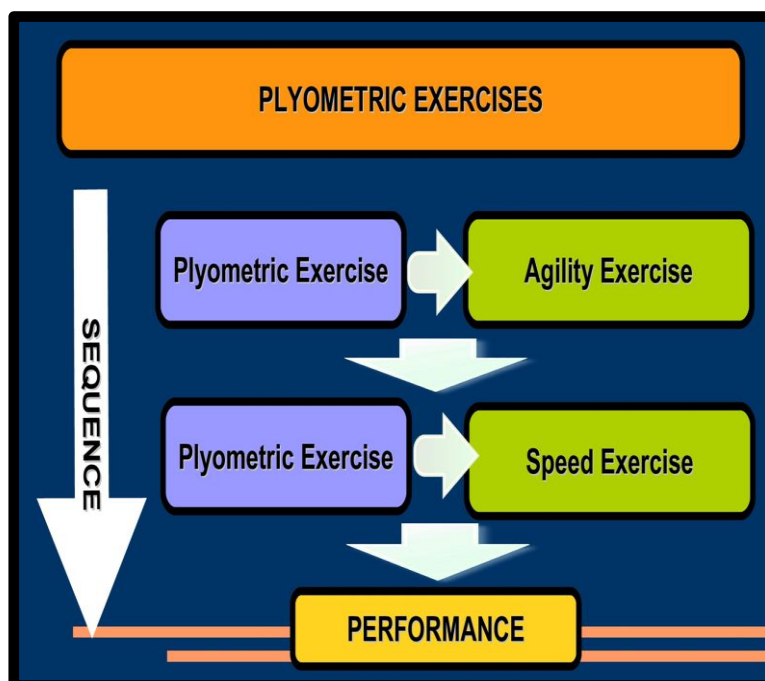 PLYOMETRIC EXERCISES
SEQUENCE
Plyometric Exercise
Agility Exercise
Plyometric Exercise
Speed Exercise
PERFORMANCE